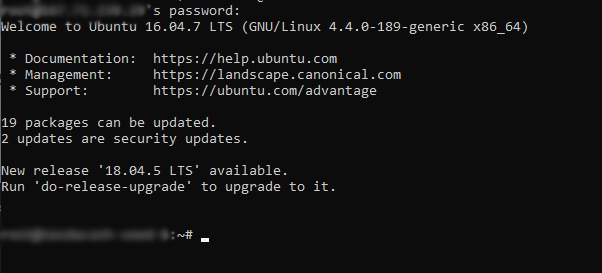 's password:
Welcome to Ubuntu 16.04.7 LTS (GNU/Linux 4.4.0-189-generic x86_64)
* Documentation:  https://help.ubuntu.com
* Management:     https://landscape.canonical.com
* Support:        https://ubuntu.com/advantage
19 packages can be updated.
2 updates are security updates.
New release '18.04.5 LTS' available.
Run 'do-release-upgrade' to upgrade to it.
:~#